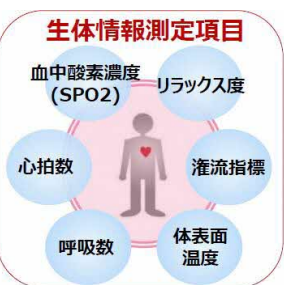 生体情報測定項目
血中酸素濃度
(SPO2)
リラックス度
心拍数
灌流指標
呼吸数
体表面
温度